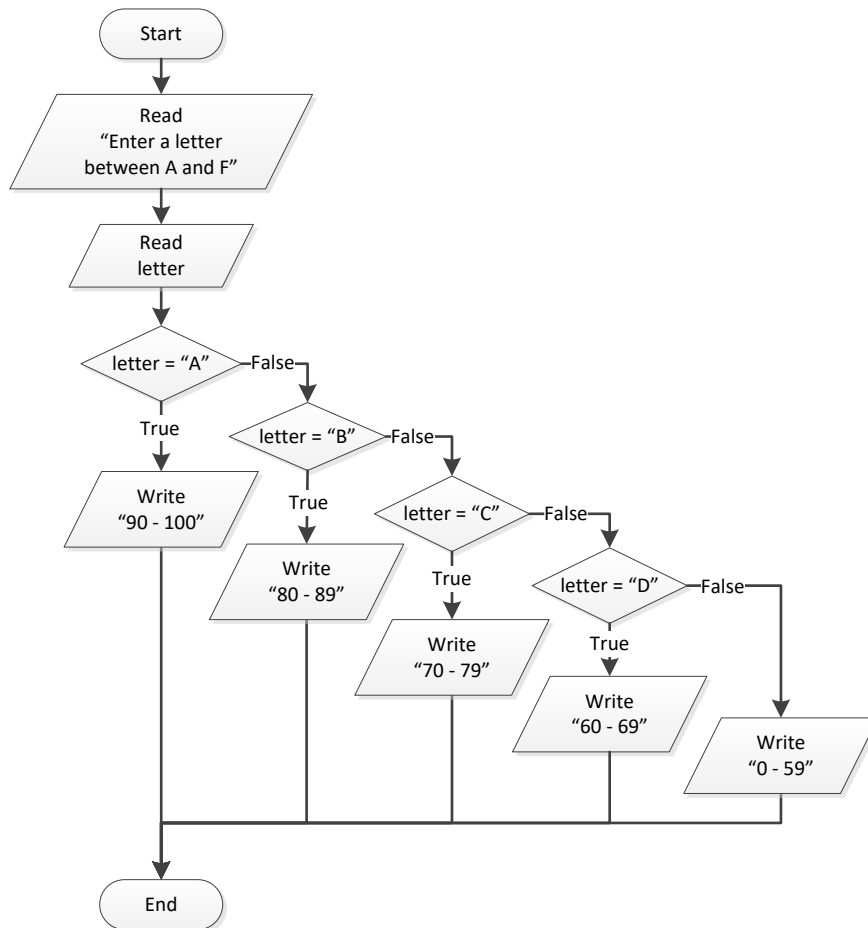 Start
Read
“Enter a letter
between A and F”
Read
letter
letter = “A”
False
True
letter = “B”
False
Write
“90 - 100”
True
letter = “C”
False
Write
“80 - 89”
True
letter = “D”
False
Write
“70 - 79”
True
Write
“60 - 69”
Write
“0 - 59”
End